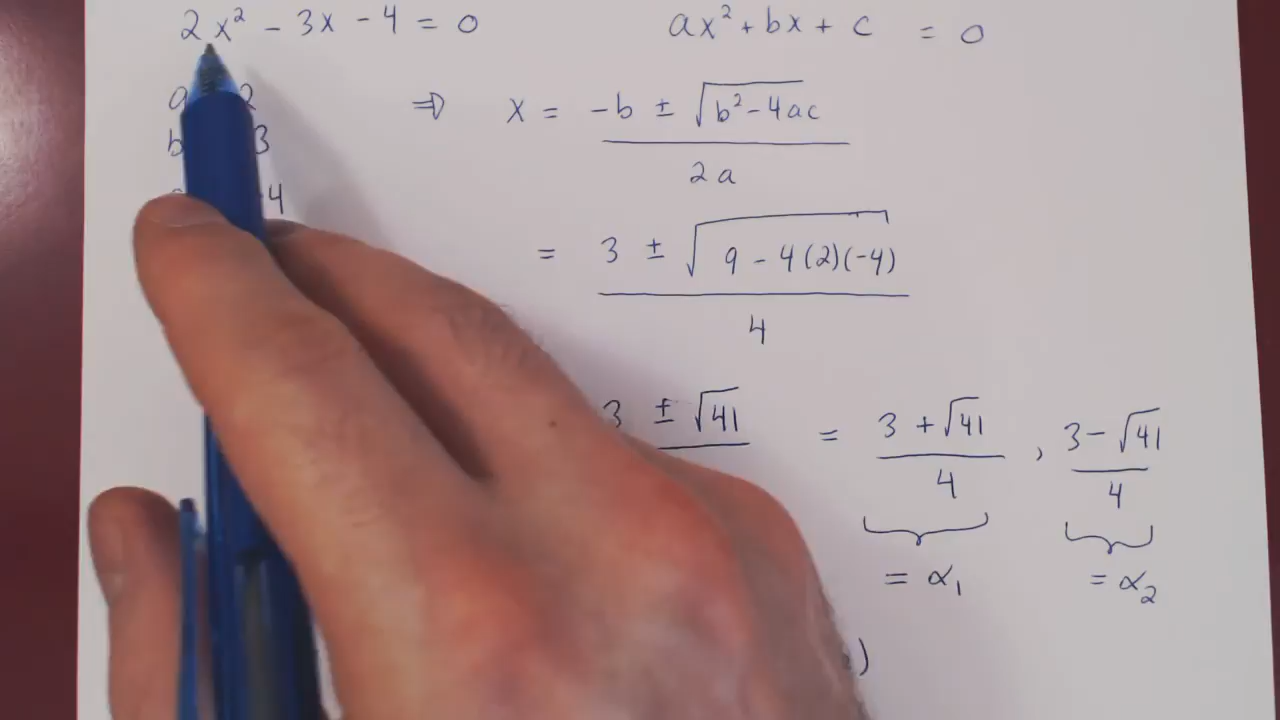 2x² - 3x - 4 = 0 ax² + bx + c = 0
a 2 ⇒ x = -b ± √(b² - 4ac)
b 3 2a
-4
= 3 ± √(9 - 4(2)(-4))
4
3 ± √41 = 3 + √41 , 3 - √41
4 4
= α₁ = α₂
)